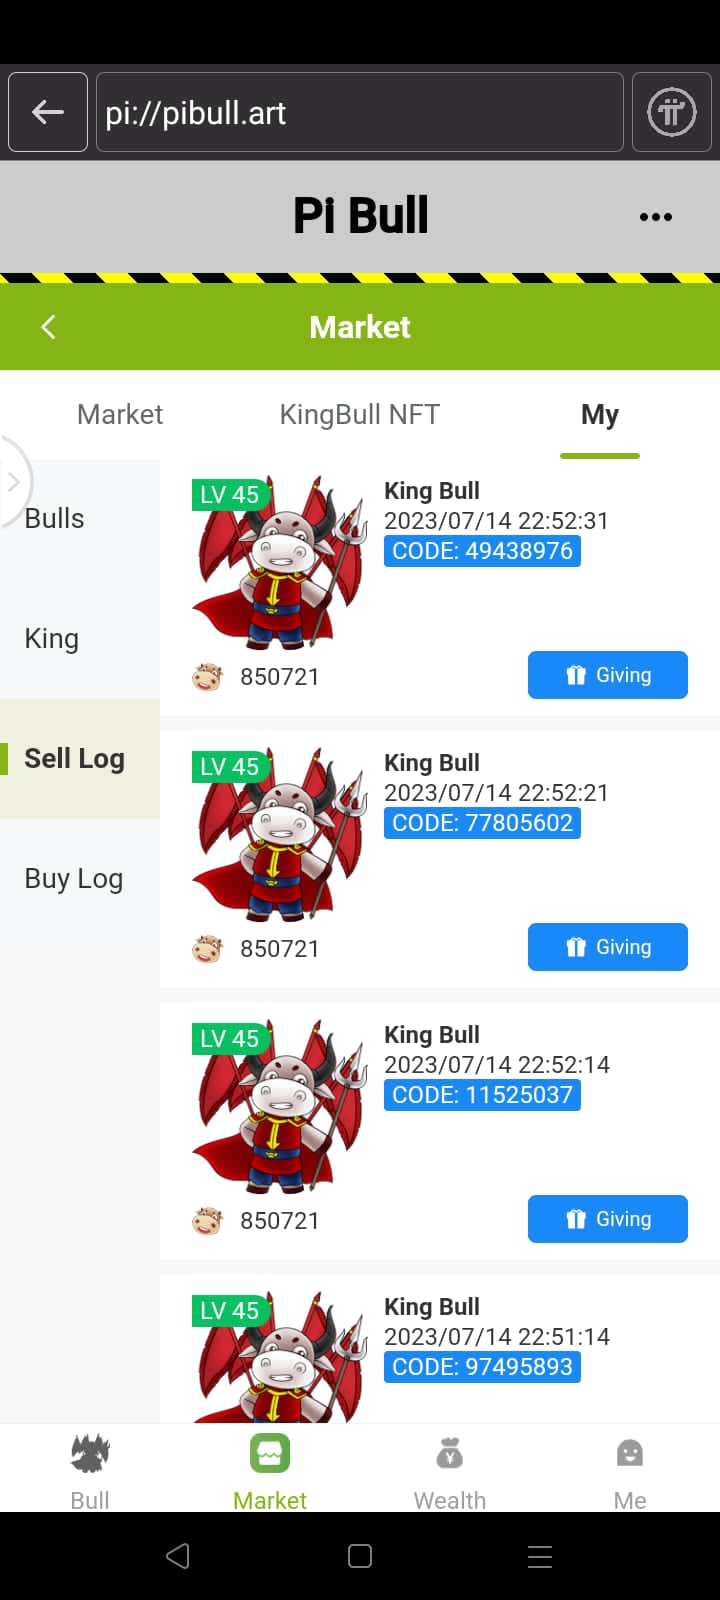 pi://pibull.art
Pi Bull
Market
Market
KingBull NFT
My
Bulls
King
Sell Log
Buy Log
LV 45
King Bull
2023/07/14 22:52:31
CODE: 49438976
850721
Giving
LV 45
King Bull
2023/07/14 22:52:21
CODE: 77805602
850721
Giving
LV 45
King Bull
2023/07/14 22:52:14
CODE: 11525037
850721
Giving
LV 45
King Bull
2023/07/14 22:51:14
CODE: 97495893
Bull
Market
Wealth
Me